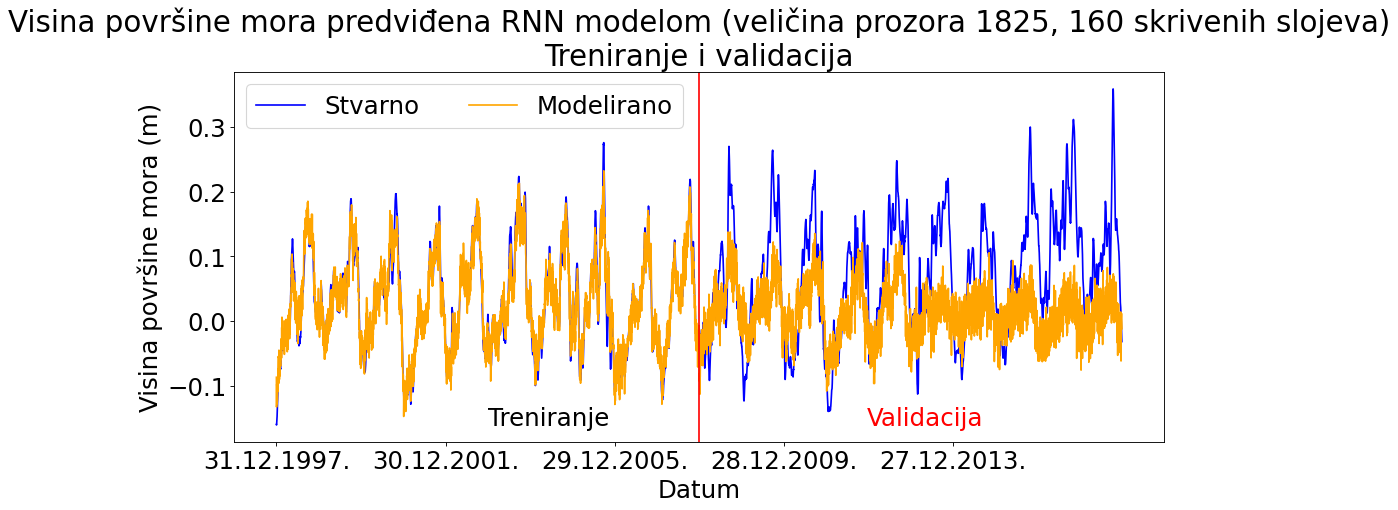 Visina površine mora predviđena RNN modelom (veličina prozora 1825, 160 skrivenih slojeva)
Treniranje i validacija
Stvarno
Modelirano
Visina površine mora (m)
0.3
0.2
0.1
0.0
−0.1
Treniranje
Validacija
31.12.1997.
30.12.2001.
29.12.2005.
28.12.2009.
27.12.2013.
Datum